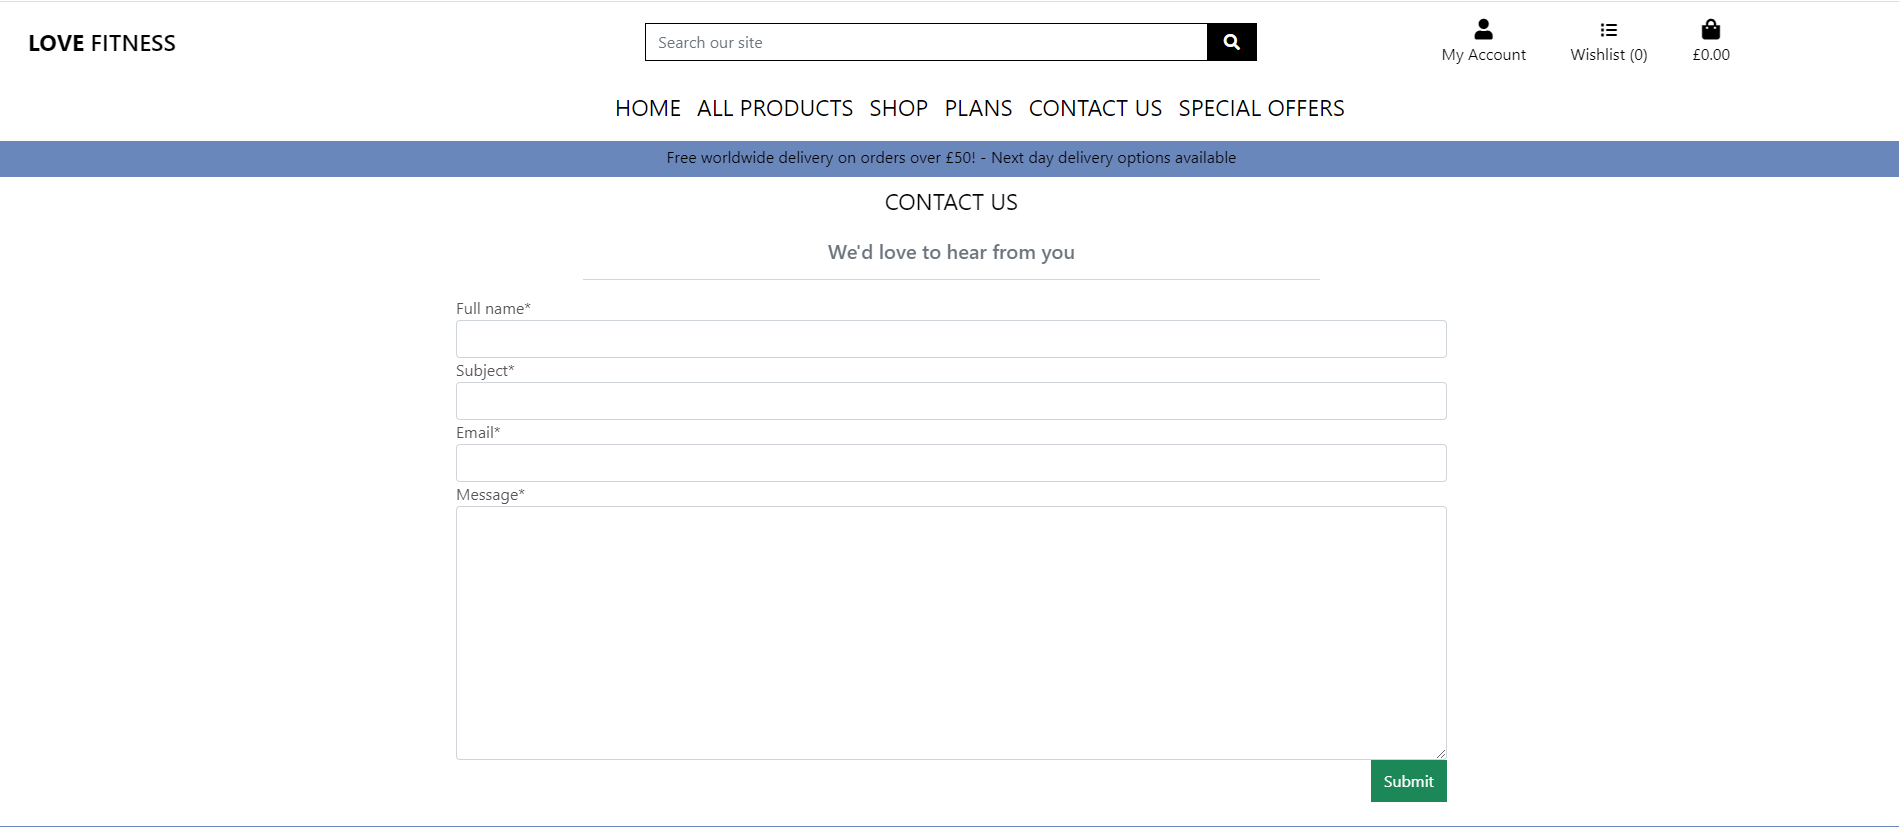 LOVE FITNESS
Search our site
My Account
Wishlist (0)
£0.00
HOME ALL PRODUCTS SHOP PLANS CONTACT US SPECIAL OFFERS
Free worldwide delivery on orders over £50! - Next day delivery options available
CONTACT US
We'd love to hear from you
Full name*
Subject*
Email*
Message*
Submit